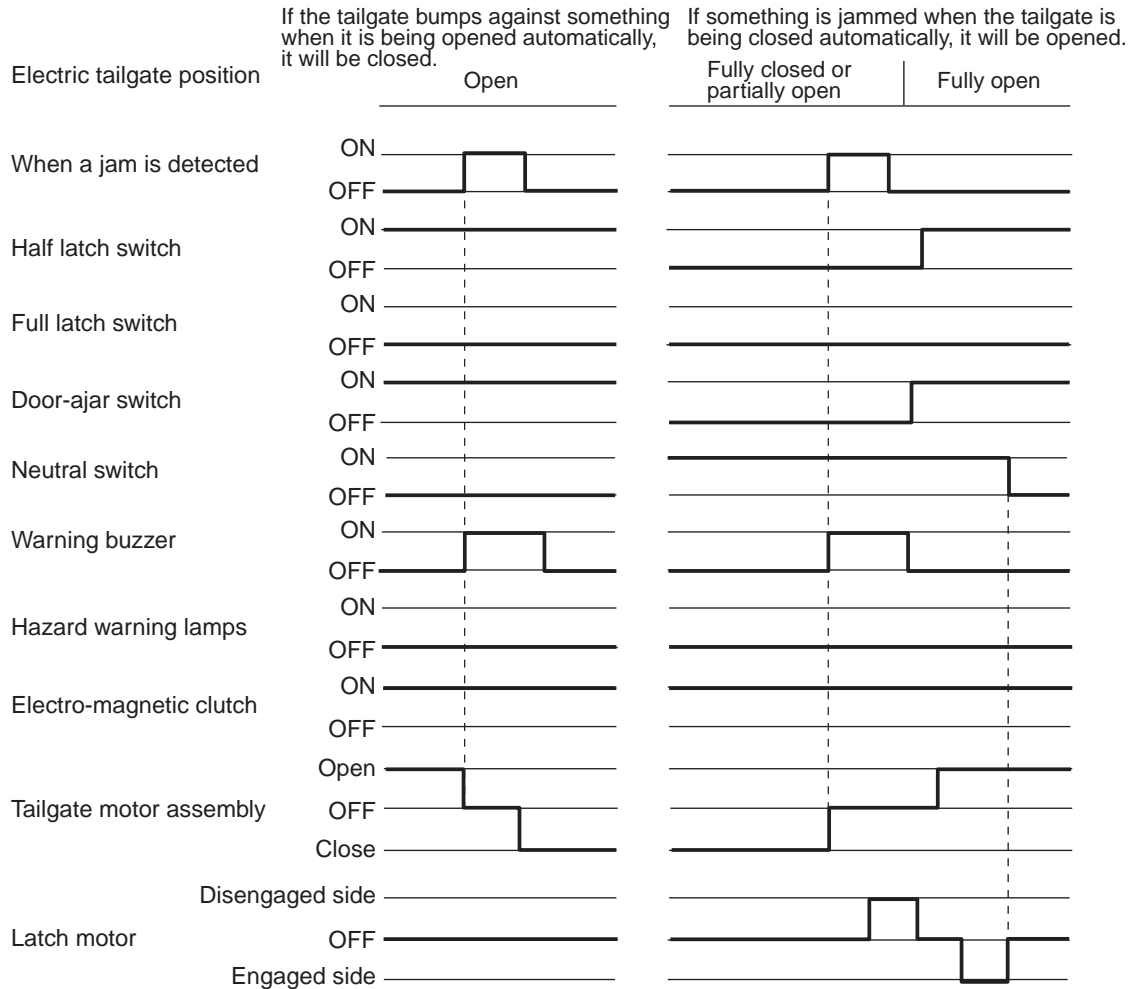 If the tailgate bumps against something
when it is being opened automatically,
it will be closed.
If something is jammed when the tailgate is
being closed automatically, it will be opened.
Electric tailgate position
Open
Fully closed or
partially open
Fully open
When a jam is detected
ON
OFF
Half latch switch
ON
OFF
Full latch switch
ON
OFF
Door-ajar switch
ON
OFF
Neutral switch
ON
OFF
Warning buzzer
ON
OFF
Hazard warning lamps
ON
OFF
Electro-magnetic clutch
ON
OFF
Tailgate motor assembly
Open
OFF
Close
Latch motor
Disengaged side
OFF
Engaged side